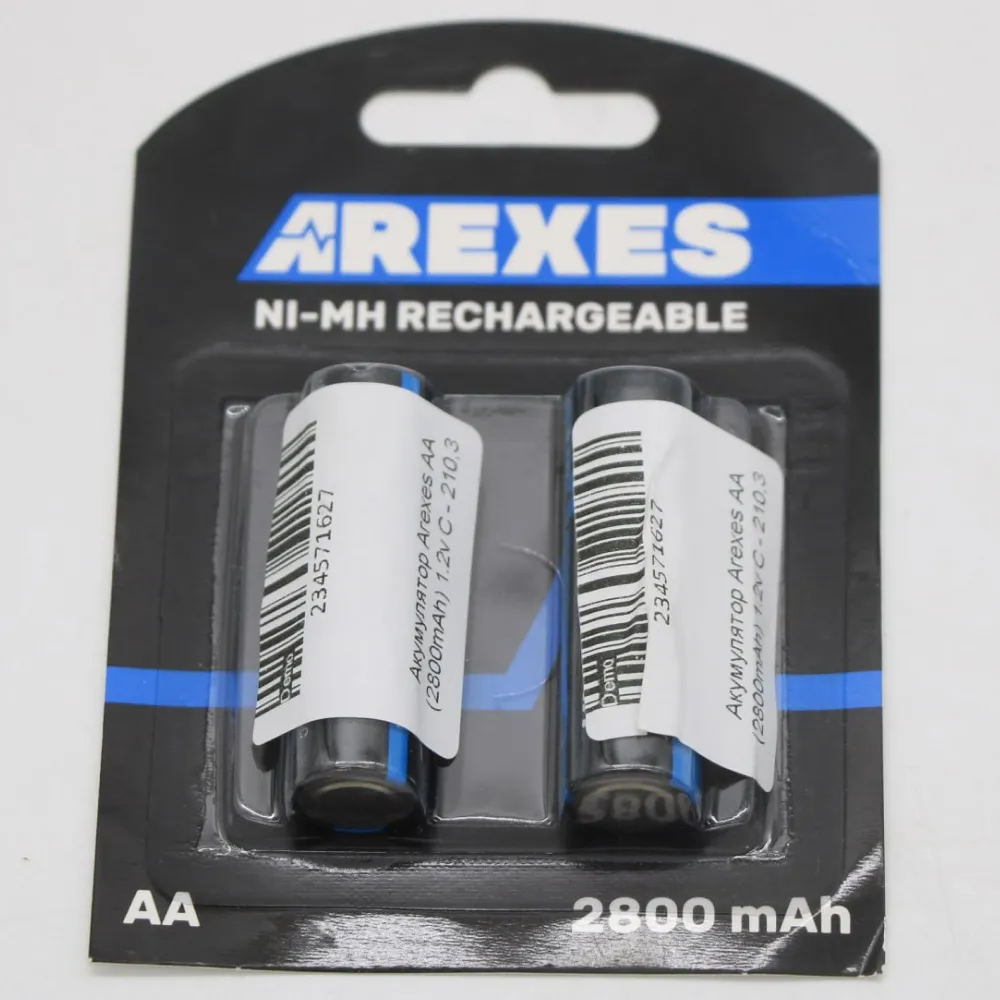 AREXES
NI-MH RECHARGEABLE
Demo
234571627
Акумулятор Arexes AA
(2800mAh) 1.2v C - 210,3
Demo
234571627
Акумулятор Arexes AA
(2800mAh) 1.2v C - 210,3
2800
AA
2800 mAh